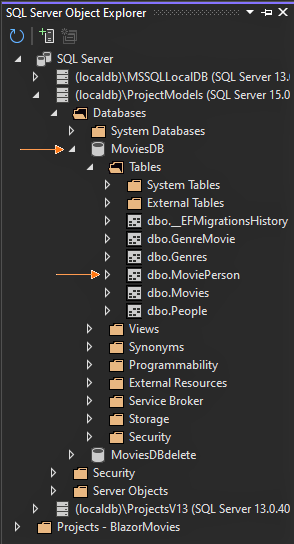 SQL Server Object Explorer
SQL Server
(localdb)\MSSQLLocalDB (SQL Server 13.0
(localdb)\ProjectModels (SQL Server 15.0
Databases
System Databases
MoviesDB
Tables
System Tables
External Tables
dbo.__EFMigrationsHistory
dbo.GenreMovie
dbo.Genres
dbo.MoviePerson
dbo.Movies
dbo.People
Views
Synonyms
Programmability
External Resources
Service Broker
Storage
Security
MoviesDBdelete
Security
Server Objects
(localdb)\ProjectsV13 (SQL Server 13.0.40
Projects - BlazorMovies